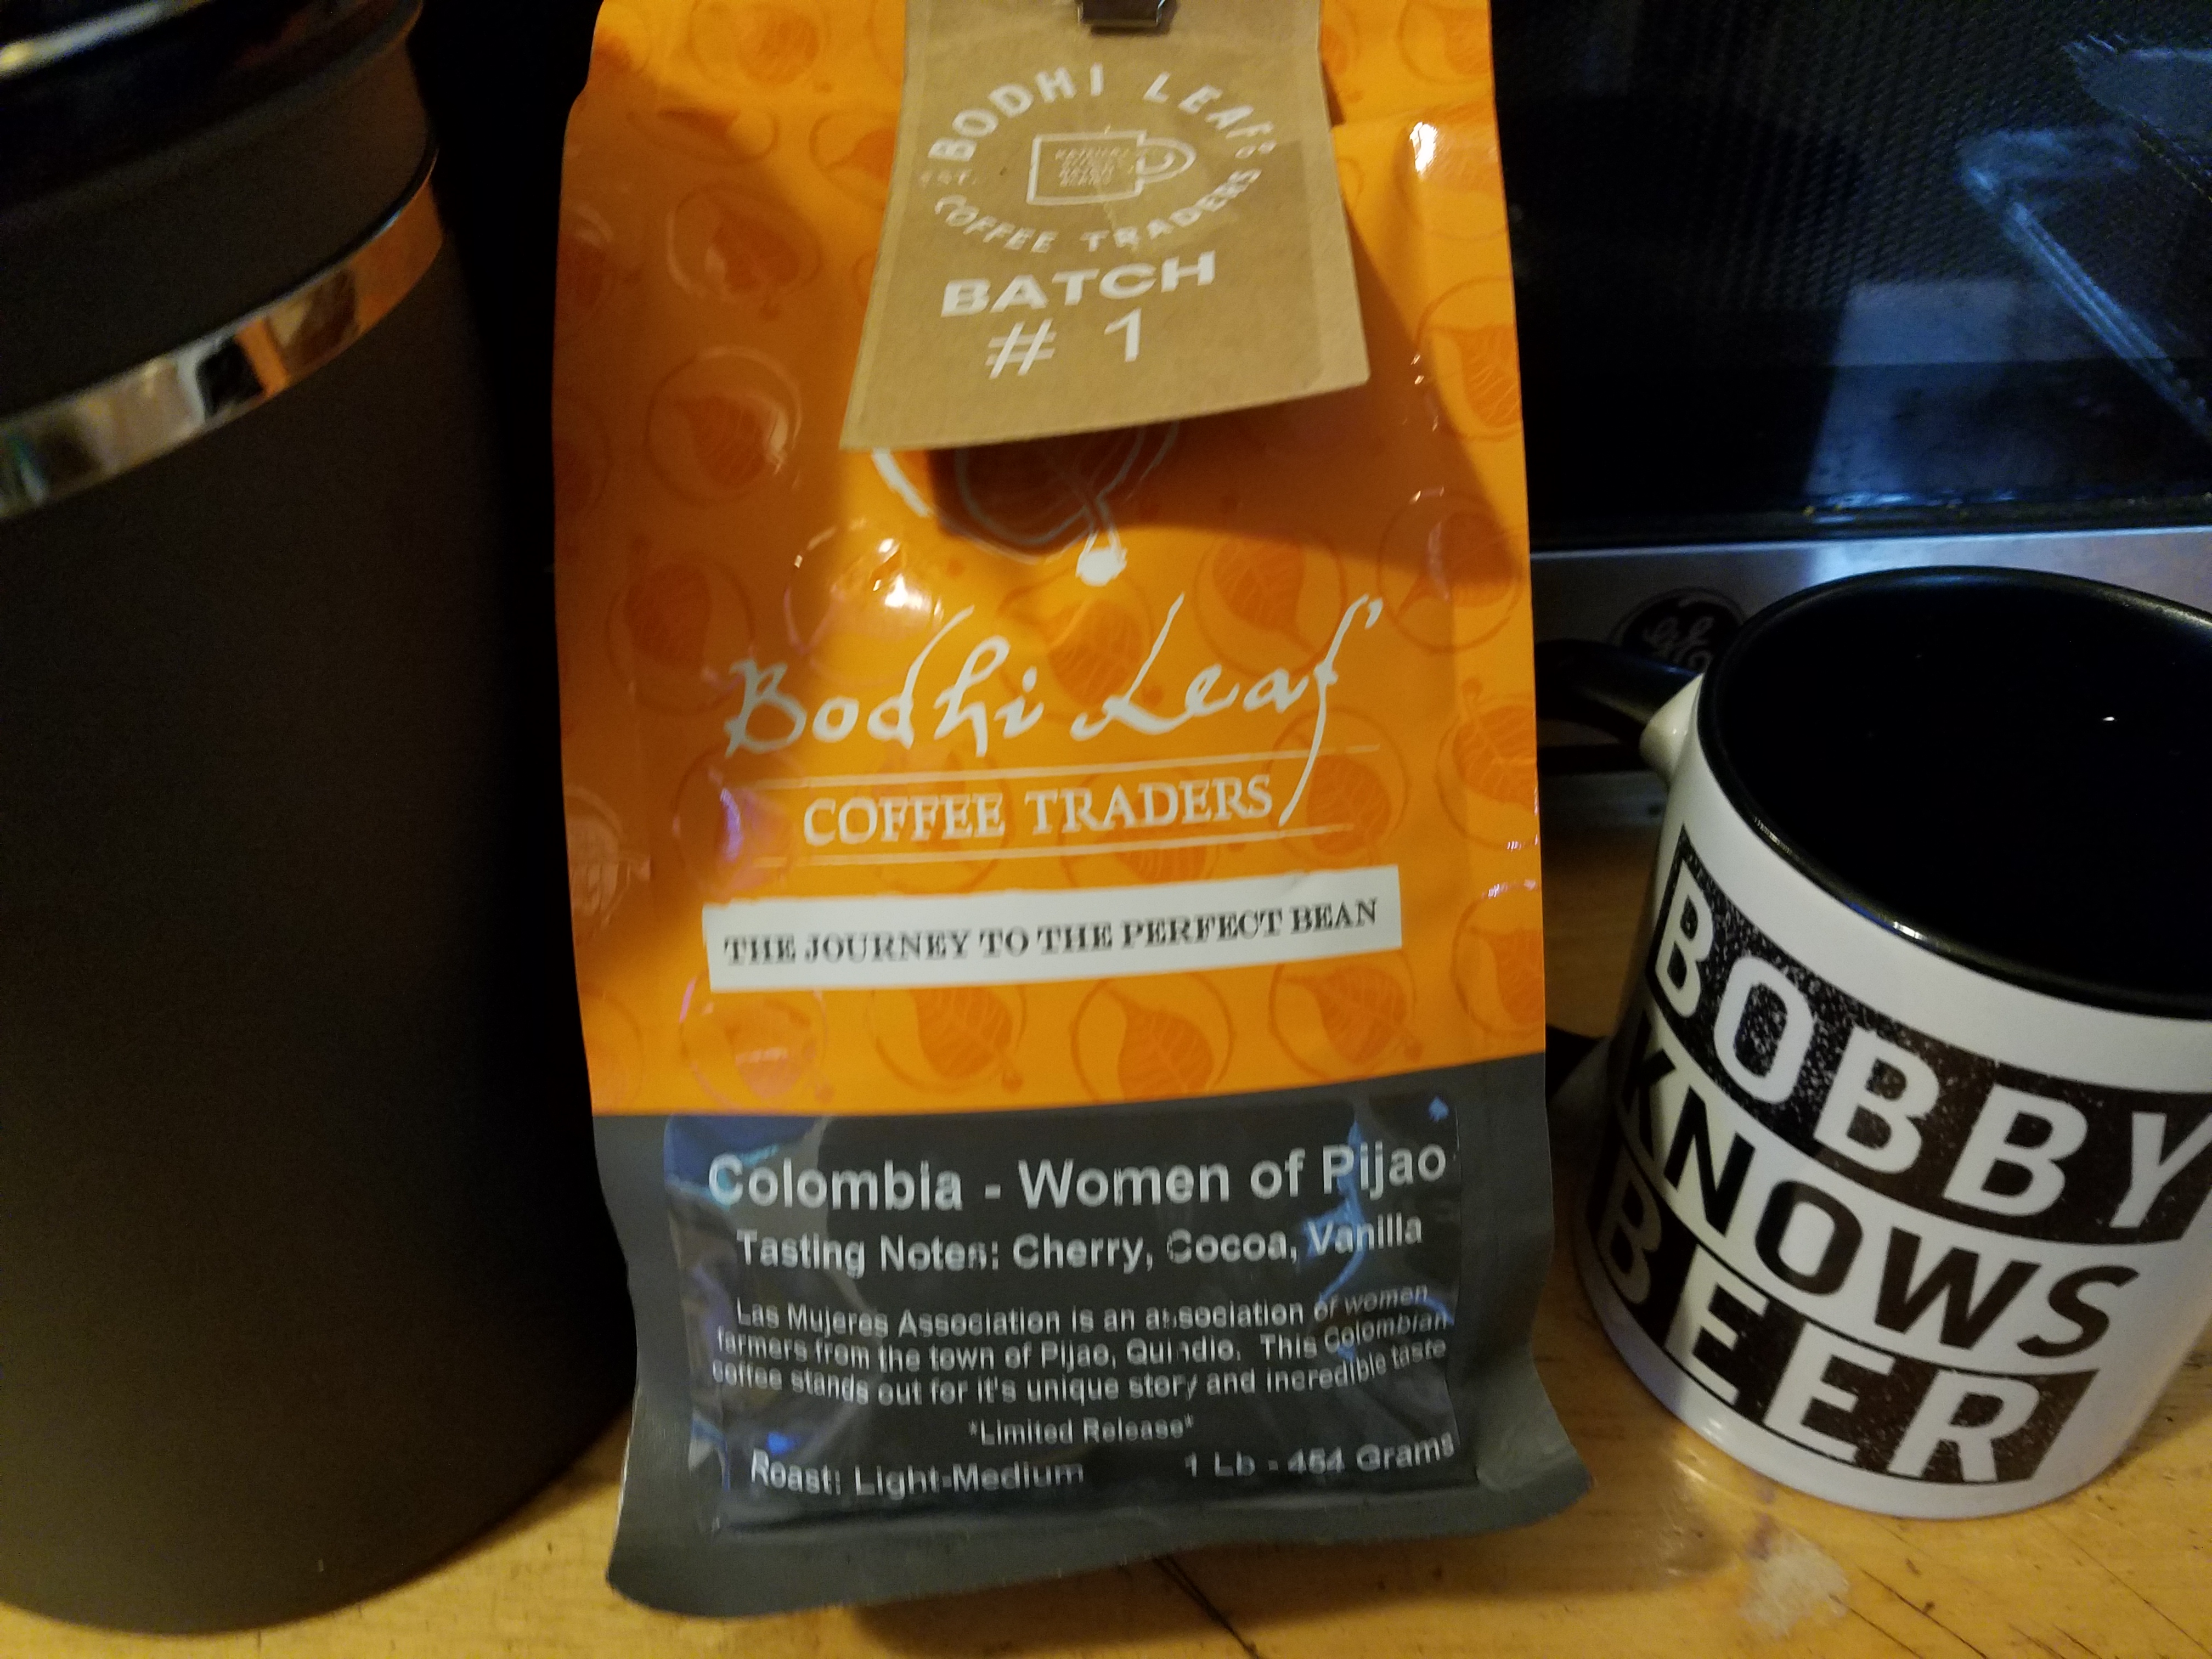 BODHI LEAF
COFFEE TRADERS
BATCH
# 1
Bodhi Leaf
COFFEE TRADERS
THE JOURNEY TO THE PERFECT BEAN
Colombia - Women of Pijao
Tasting Notes: Cherry, Cocoa, Vanilla
Las Mujeres Association is an association of women
farmers from the town of Pijao, Quindio. This Colombian
coffee stands out for it's unique story and incredible taste
*Limited Release*
Roast: Light-Medium 1 Lb - 454 Grams
GE
BOBBY
KNOWS
BEER